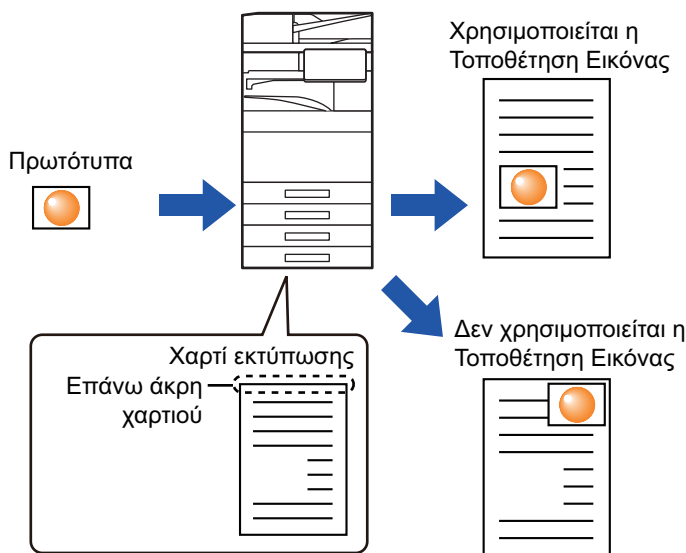 Χρησιμοποιείται η
Τοποθέτηση Εικόνας
Πρωτότυπα
Δεν χρησιμοποιείται η
Τοποθέτηση Εικόνας
Χαρτί εκτύπωσης
Επάνω άκρη
χαρτιού